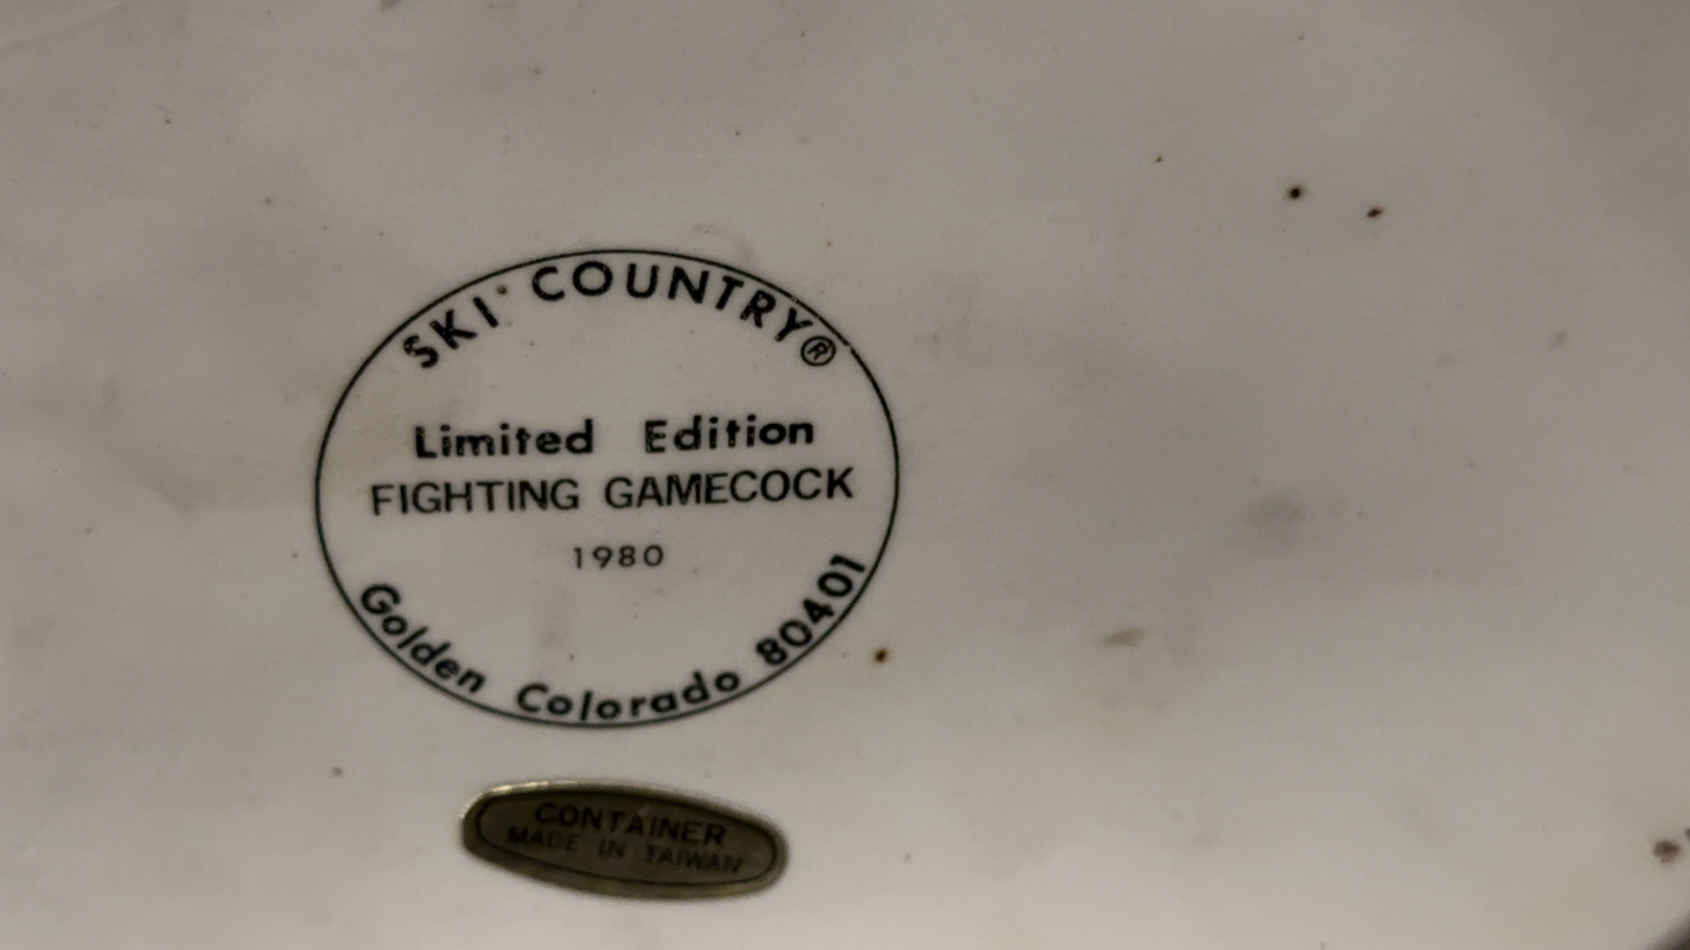 SKI COUNTRY®
Limited Edition
FIGHTING GAMECOCK
1980
Golden Colorado 80401
CONTAINER
MADE IN TAIWAN